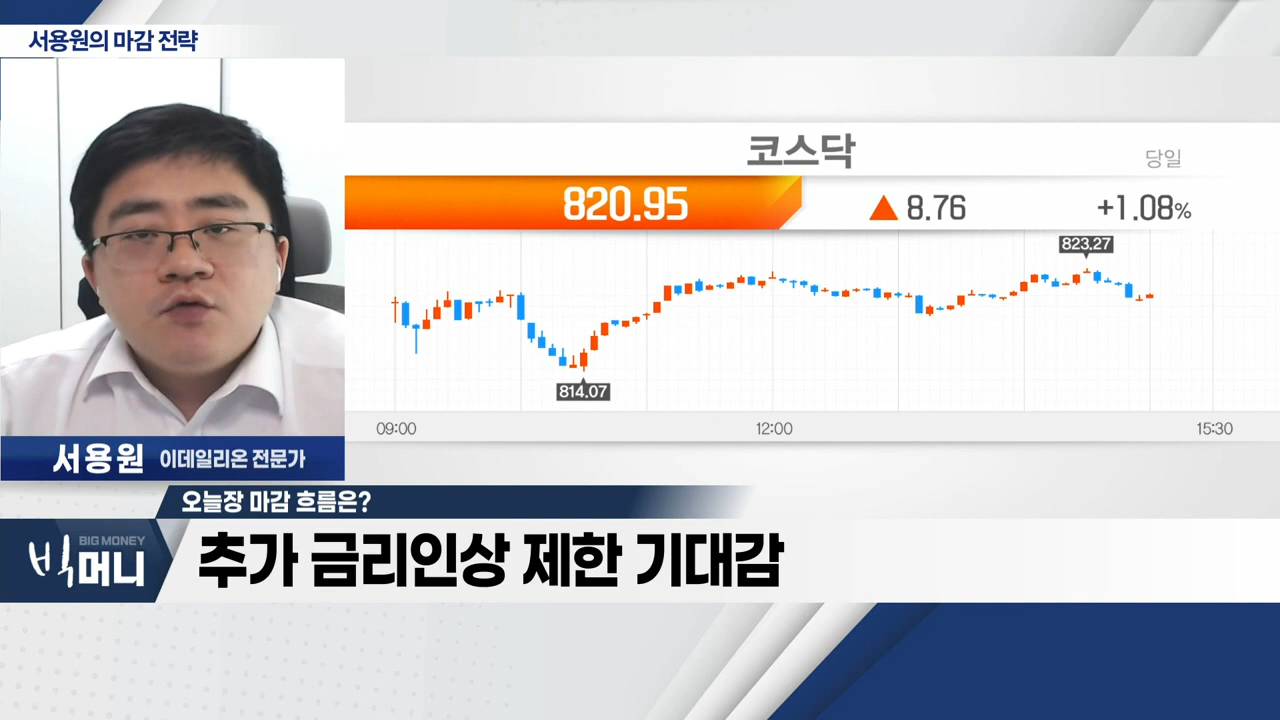 서용원의 마감 전략
코스닥
당일
820.95 ▲ 8.76 +1.08%
823.27
814.07
09:00 12:00 15:30
서용원 이데일리온 전문가
오늘장 마감 흐름은?
BIG MONEY
빅머니
추가 금리인상 제한 기대감